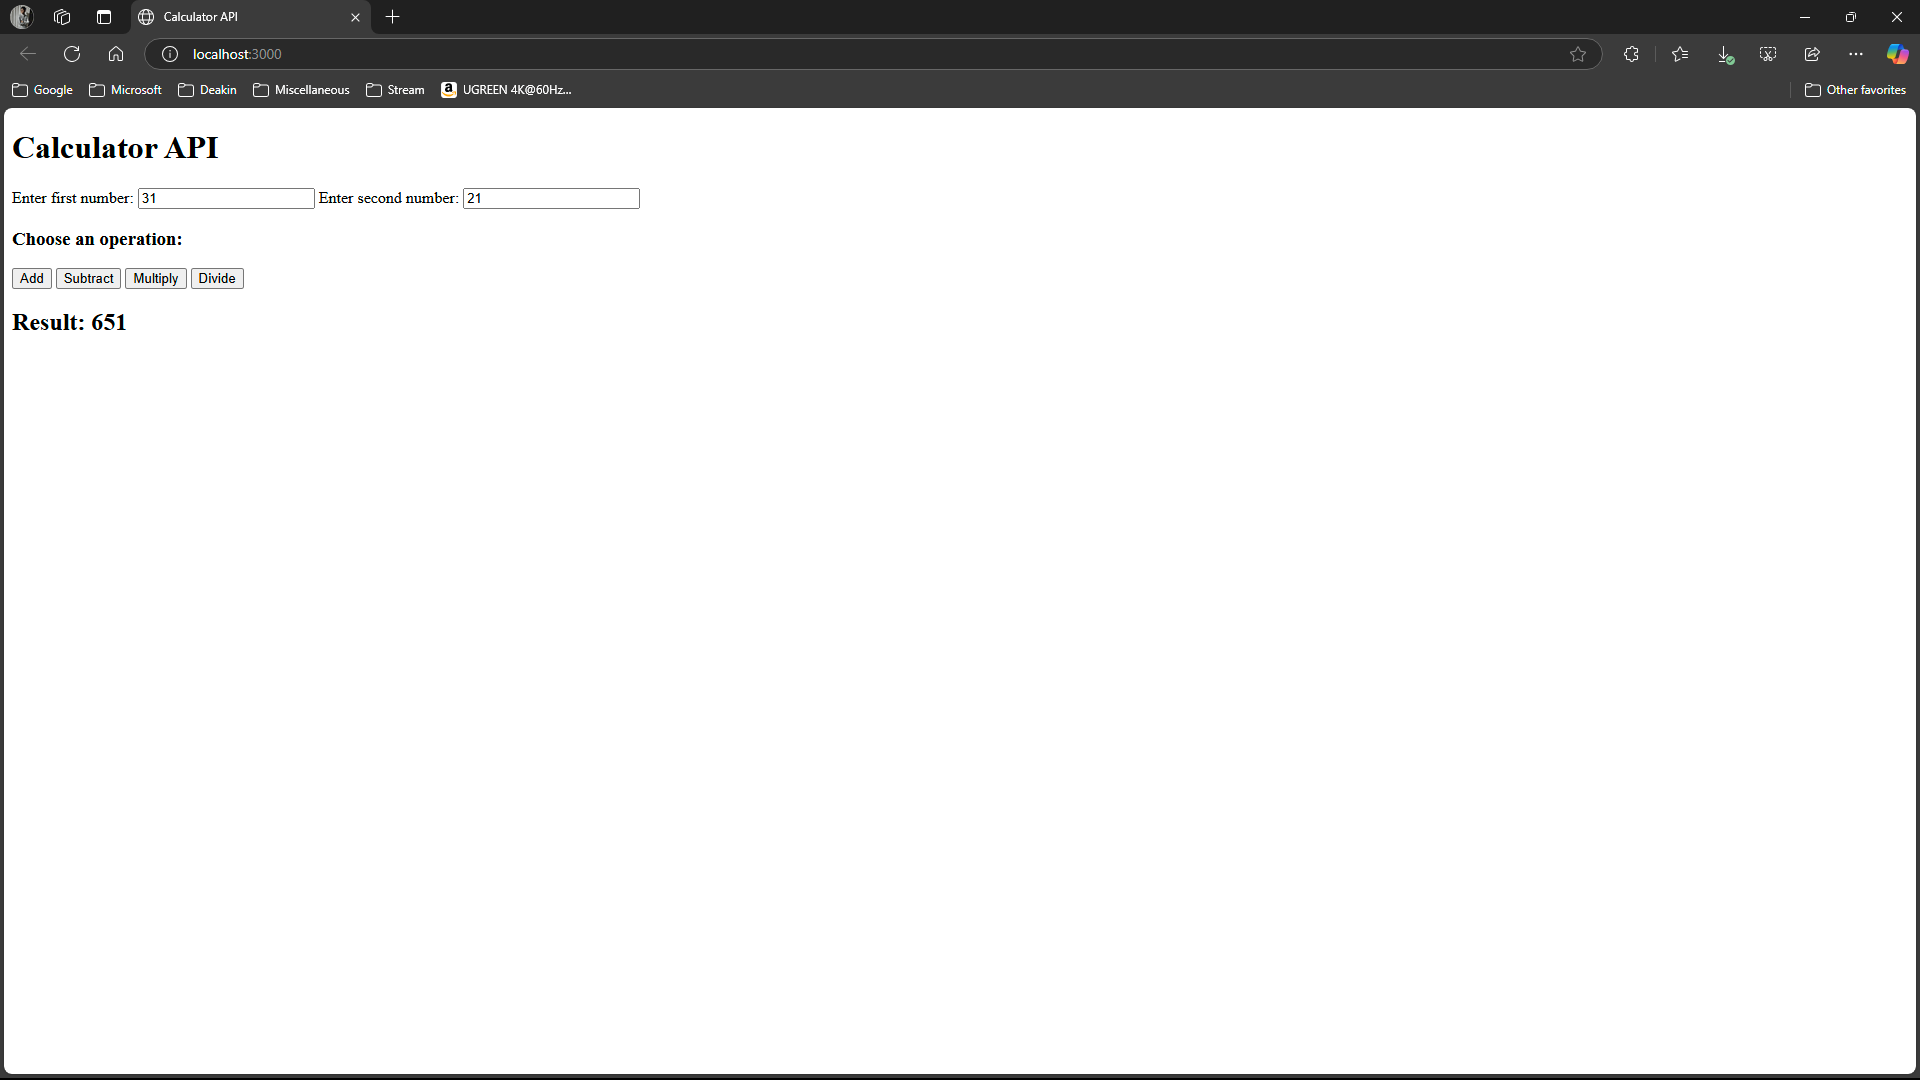 Calculator API
localhost:3000
Google Microsoft Deakin Miscellaneous Stream a UGREEN 4K@60Hz... Other favorites
Calculator API
Enter first number: 31 Enter second number: 21
Choose an operation:
Add Subtract Multiply Divide
Result: 651